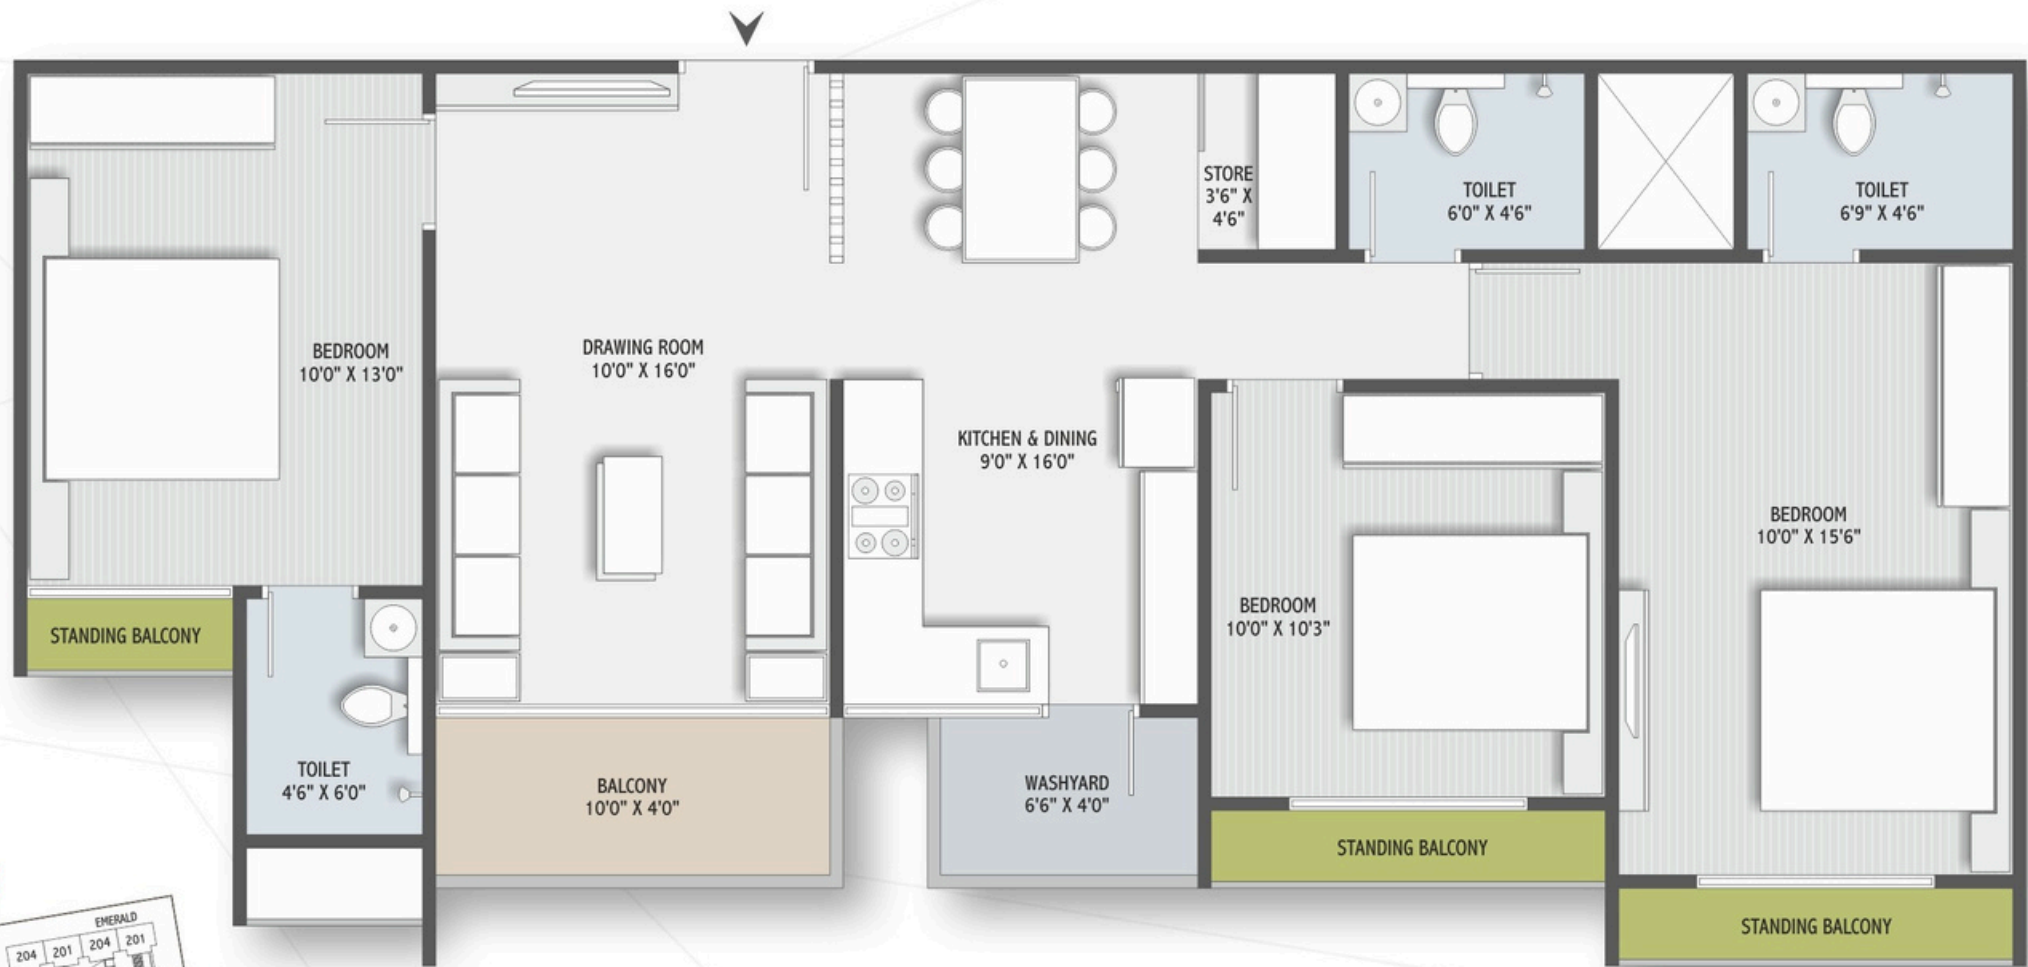 STORE
3'6" X
4'6"
TOILET
6'0" X 4'6"
TOILET
6'9" X 4'6"
BEDROOM
10'0" X 13'0"
DRAWING ROOM
10'0" X 16'0"
KITCHEN & DINING
9'0" X 16'0"
BEDROOM
10'0" X 15'6"
BEDROOM
10'0" X 10'3"
STANDING BALCONY
TOILET
4'6" X 6'0"
BALCONY
10'0" X 4'0"
WASHYARD
6'6" X 4'0"
STANDING BALCONY
STANDING BALCONY
EMERALD
204 201 204 201